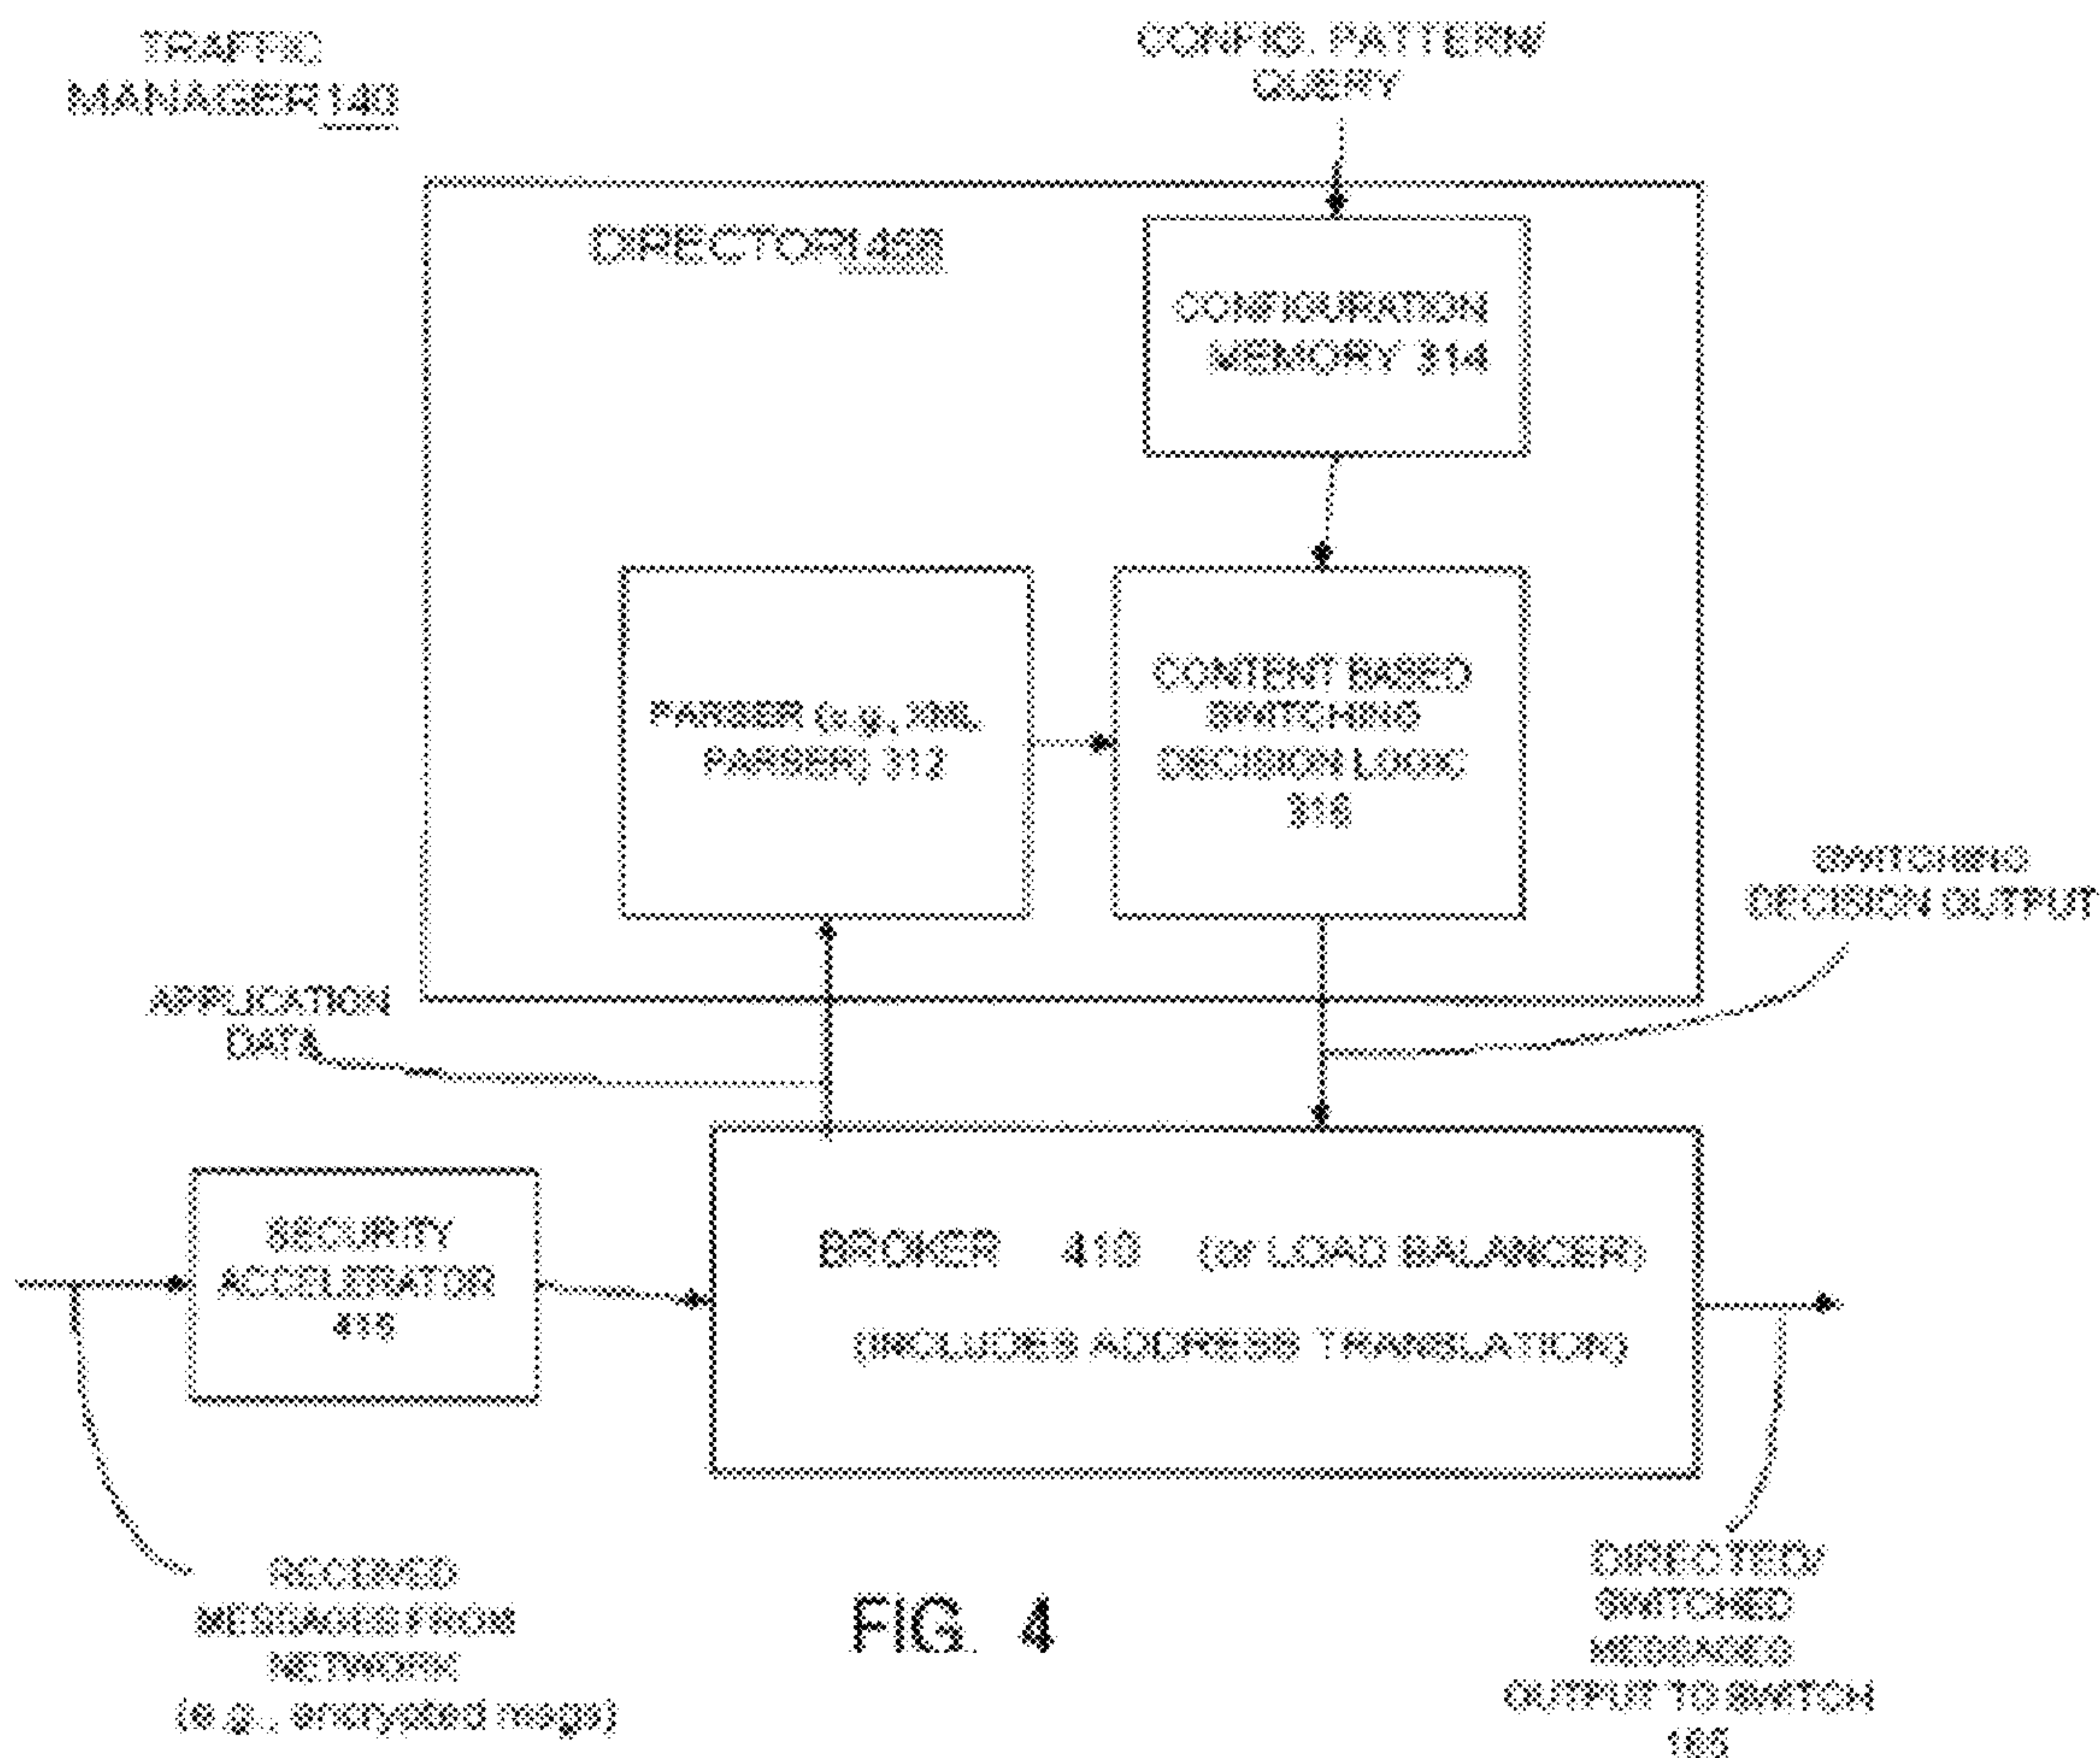 TRAFFIC
MANAGER 140
CONFIG. PATTERN/
QUERY
DIRECTOR
CONFIGURATION
MEMORY 314
PARSER (e.g., XML
PARSER) 312
CONTENT BASED
SWITCHING
DECISION LOGIC
316
SWITCHING
DECISION OUTPUT
APPLICATION
DATA
SECURITY
ACCELERATOR
415
BROKER 410 (or LOAD BALANCER)
(INCLUDES ADDRESS TRANSLATION)
RECEIVED
MESSAGES FROM
NETWORK
(e.g., encrypted msgs)
FIG. 4
DIRECTED/
SWITCHED
MESSAGES
OUTPUT TO SWITCH